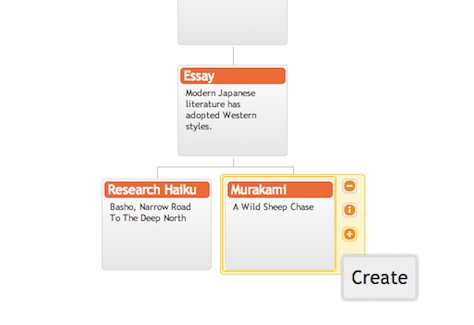 Essay
Modern Japanese
literature has
adopted Western
styles.
Research Haiku
Basho, Narrow Road
To The Deep North
Murakami
A Wild Sheep Chase
Create